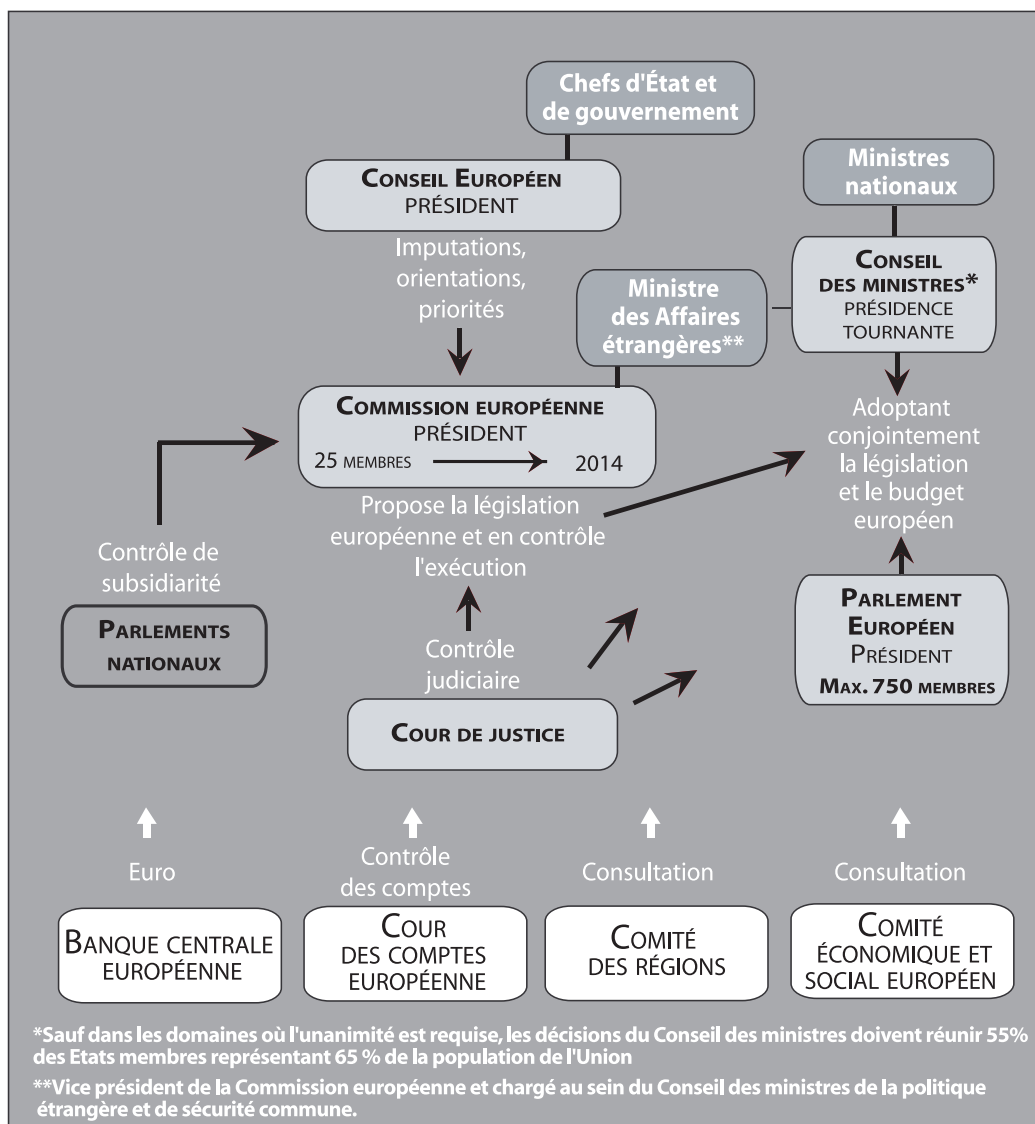 Chefs d'État et
de gouvernement
CONSEIL EUROPÉEN
PRÉSIDENT
Imputations,
orientations,
priorités
Ministres
nationaux
CONSEIL
DES MINISTRES*
PRÉSIDENCE
TOURNANTE
Ministre
des Affaires
étrangères**
COMMISSION EUROPÉENNE
PRÉSIDENT
25 MEMBRES 2014
Propose la législation
européenne et en contrôle
l'exécution
Adoptant
conjointement
la législation
et le budget
européen
Contrôle de
subsidiarité
PARLEMENTS
NATIONAUX
Contrôle
judiciaire
COUR DE JUSTICE
PARLEMENT
EUROPÉEN
PRÉSIDENT
MAX. 750 MEMBRES
Euro
BANQUE CENTRALE
EUROPÉENNE
Contrôle
des comptes
COUR
DES COMPTES
EUROPÉENNE
Consultation
COMITÉ
DES RÉGIONS
Consultation
COMITÉ
ÉCONOMIQUE ET
SOCIAL EUROPÉEN
*Sauf dans les domaines où l'unanimité est requise, les décisions du Conseil des ministres doivent réunir 55%
des Etats membres représentant 65 % de la population de l'Union
**Vice président de la Commission européenne et chargé au sein du Conseil des ministres de la politique
étrangère et de sécurité commune.